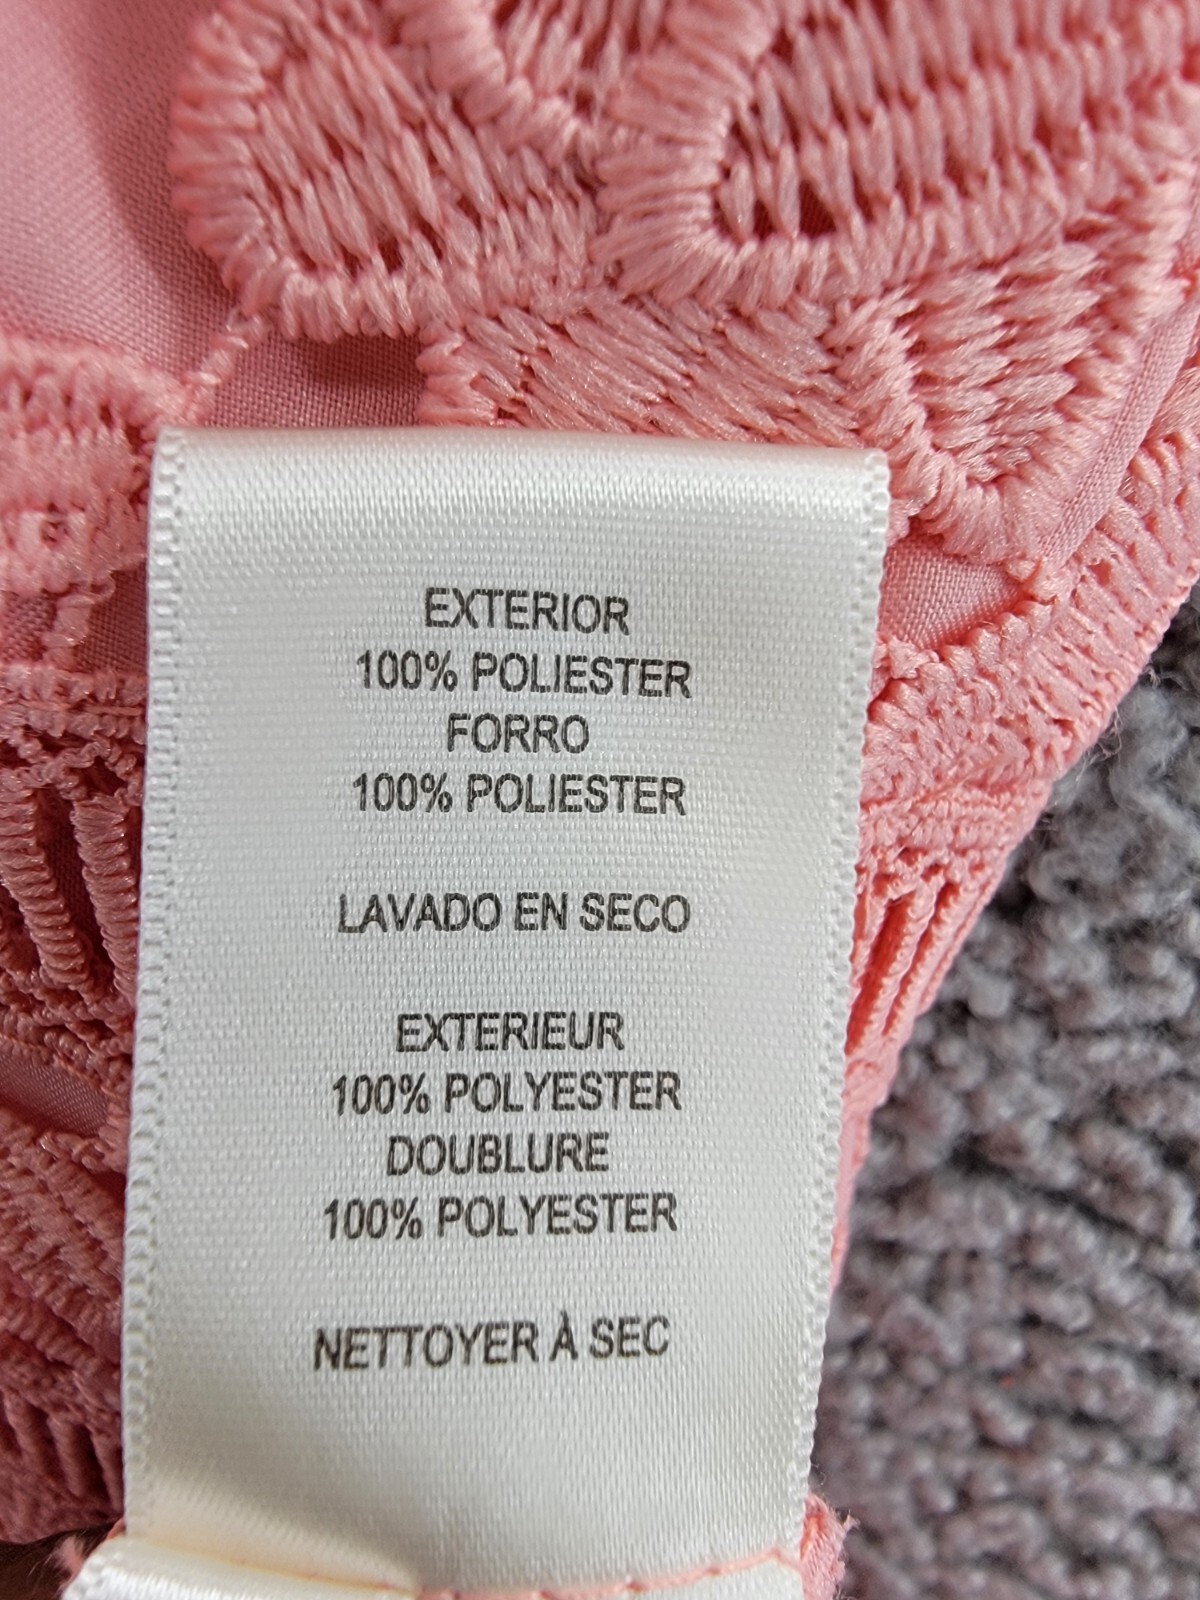 EXTERIOR
100% POLIESTER
FORRO
100% POLIESTER
LAVADO EN SECO
EXTERIEUR
100% POLYESTER
DOUBLURE
100% POLYESTER
NETTOYER À SEC